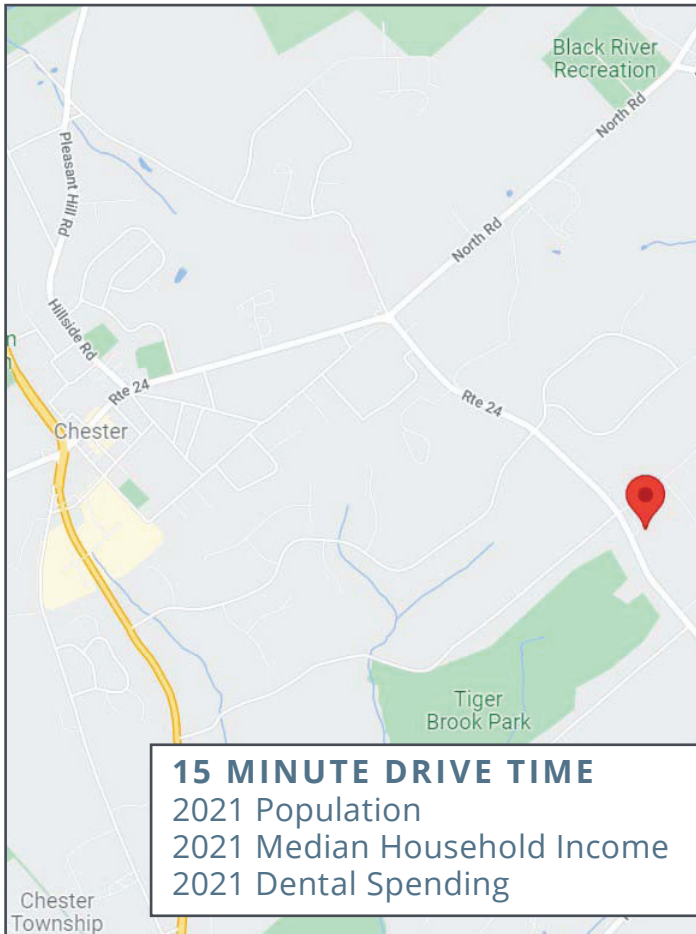 Black River
Recreation
North Rd
Pleasant Hill Rd
North Rd
Hillside Rd
Rte 24
Rte 24
Chester
Tiger
Brook Park
15 MINUTE DRIVE TIME
2021 Population
2021 Median Household Income
2021 Dental Spending
Chester
Township